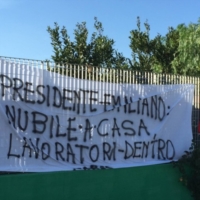 PRESIDENTE-EMILIANO:
NUBILE-A-CASA
LAVORATORI-DENTRO